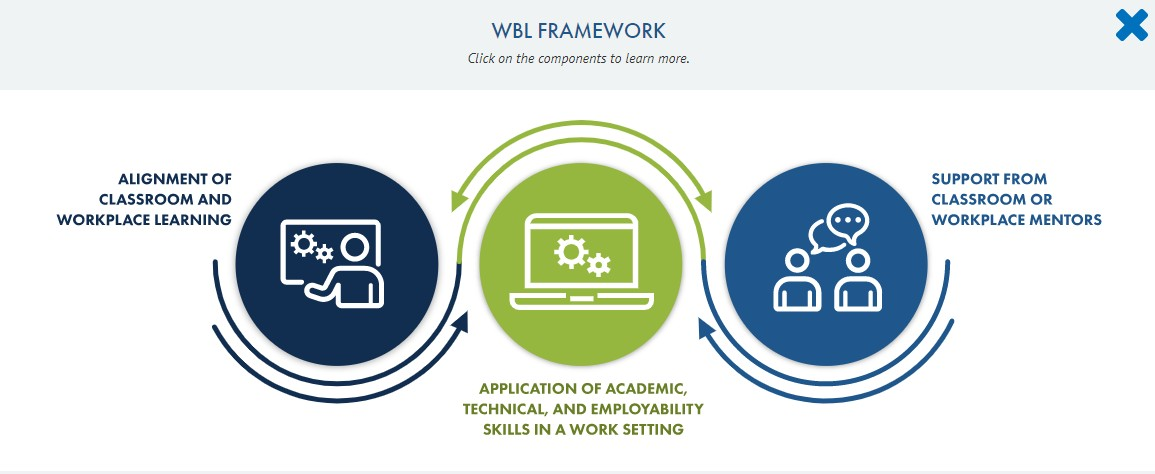 WBL FRAMEWORK
Click on the components to learn more.
ALIGNMENT OF
CLASSROOM AND
WORKPLACE LEARNING
APPLICATION OF ACADEMIC,
TECHNICAL, AND EMPLOYABILITY
SKILLS IN A WORK SETTING
SUPPORT FROM
CLASSROOM OR
WORKPLACE MENTORS